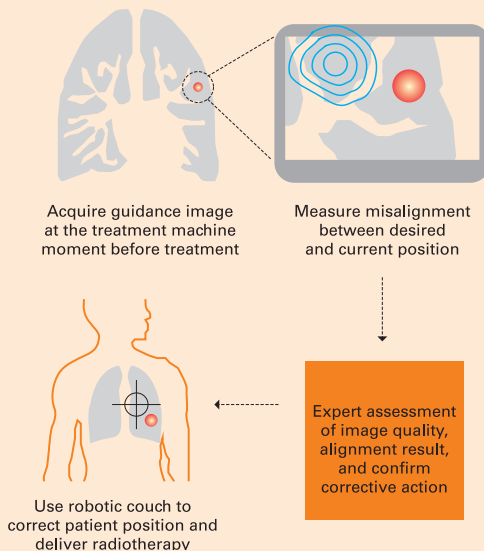 Acquire guidance image
at the treatment machine
moment before treatment
Measure misalignment
between desired
and current position
Expert assessment
of image quality,
alignment result,
and confirm
corrective action
Use robotic couch to
correct patient position and
deliver radiotherapy